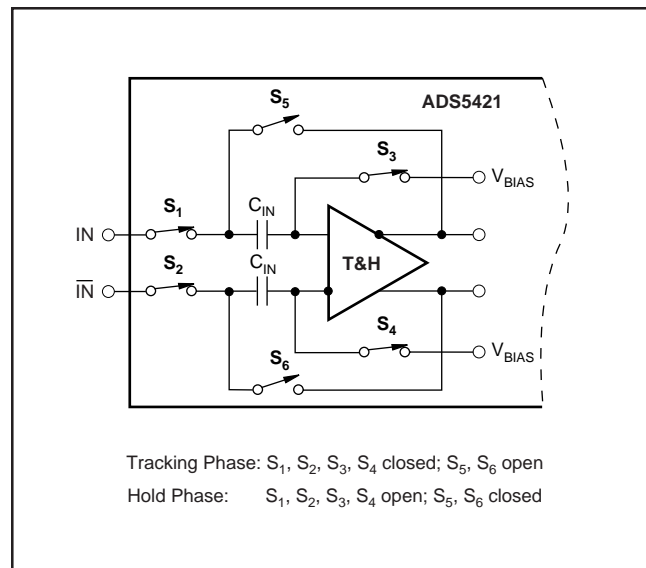 ADS5421
S5
S3
VBIAS
S1
CIN
IN
T&H
S2
CIN
IN
S4
VBIAS
S6
Tracking Phase: S1, S2, S3, S4 closed; S5, S6 open
Hold Phase: S1, S2, S3, S4 open; S5, S6 closed